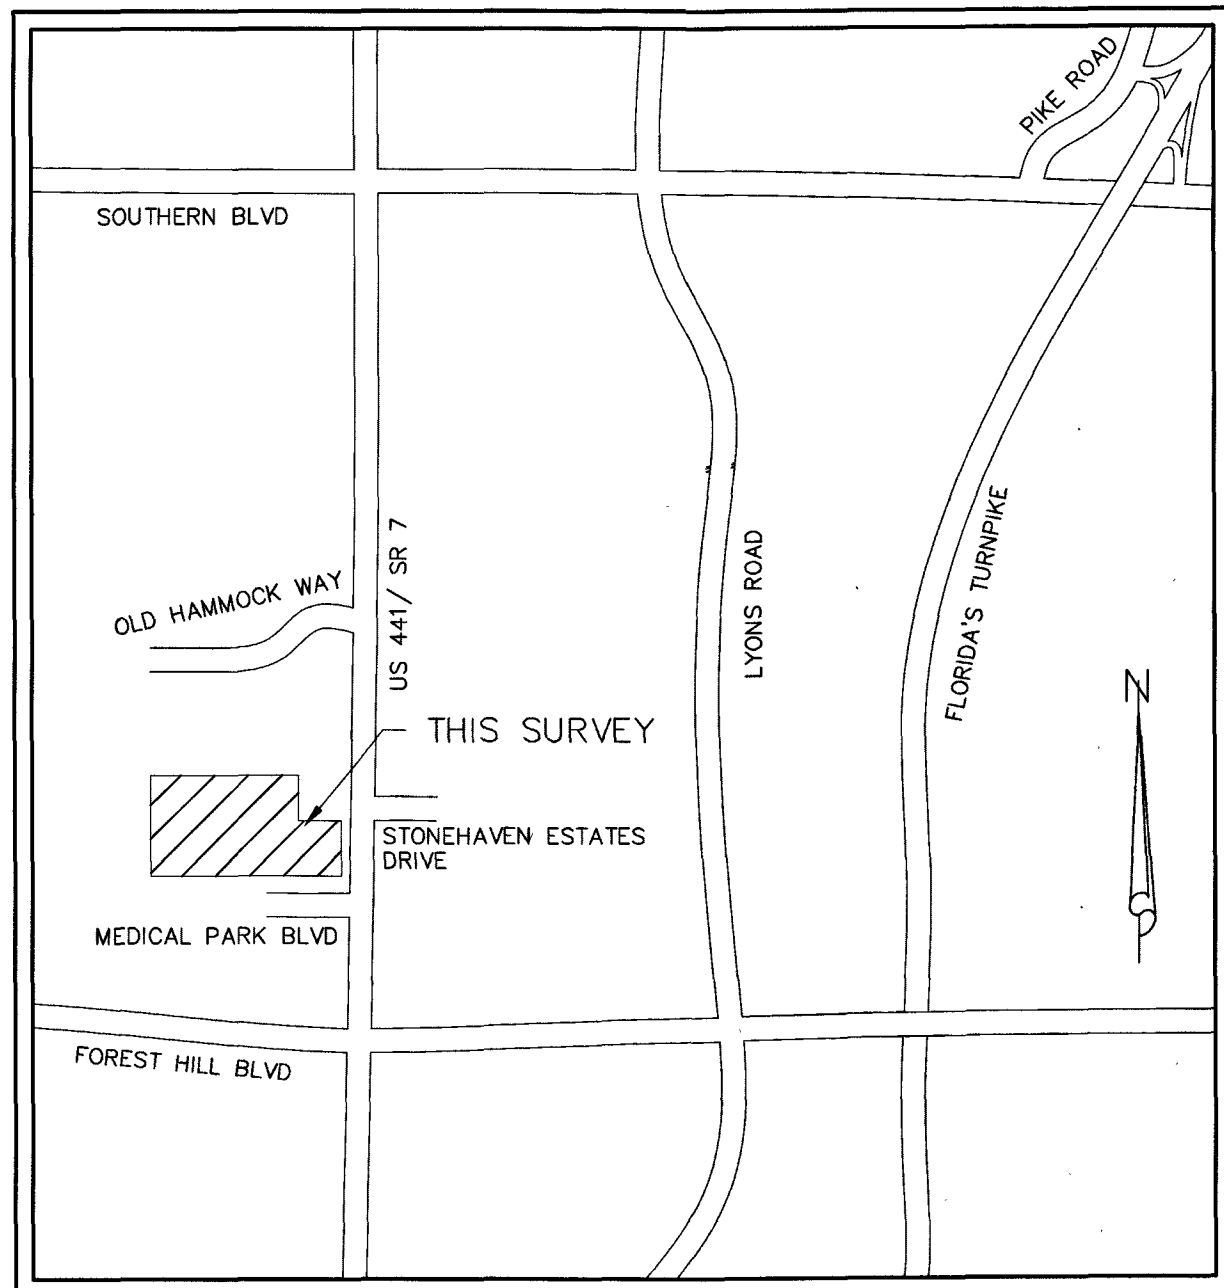 PIKE ROAD
SOUTHERN BLVD
OLD HAMMOCK WAY
US 441/ SR 7
LYONS ROAD
FLORIDA'S TURNPIKE
N
THIS SURVEY
STONEHAVEN ESTATES
DRIVE
MEDICAL PARK BLVD
FOREST HILL BLVD